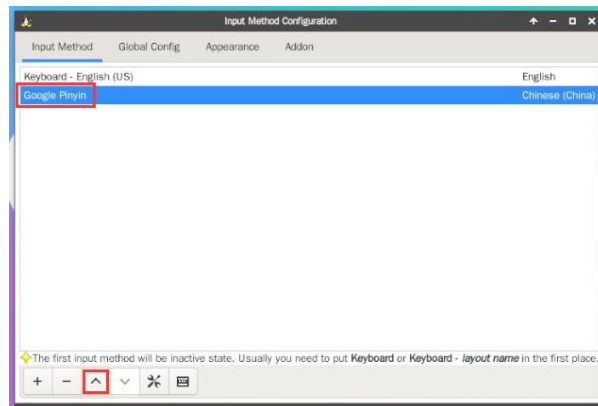 Input Method Configuration
Input Method Global Config Appearance Addon
Keyboard - English (US) English
Google Pinyin Chinese (China)
The first input method will be inactive state. Usually you need to put Keyboard or Keyboard - layout name in the first place.